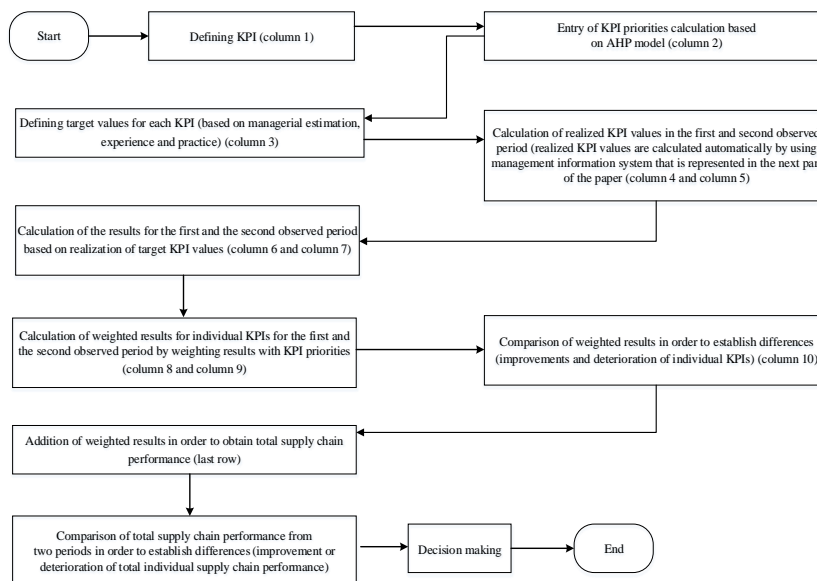 Start
Defining KPI (column 1)
Entry of KPI priorities calculation based
on AHP model (column 2)
Defining target values for each KPI (based on managerial estimation,
experience and practice) (column 3)
Calculation of realized KPI values in the first and second observed
period (realized KPI values are calculated automatically by using
management information system that is represented in the next par
of the paper (column 4 and column 5)
Calculation of the results for the first and the second observed period
based on realization of target KPI values (column 6 and column 7)
Calculation of weighted results for individual KPIs for the first and
the second observed period by weighting results with KPI priorities
(column 8 and column 9)
Comparison of weighted results in order to establish differences
(improvements and deterioration of individual KPIs) (column 10)
Addition of weighted results in order to obtain total supply chain
performance (last row)
Comparison of total supply chain performance from
two periods in order to establish differences (improvement or
deterioration of total individual supply chain performance)
Decision making
End